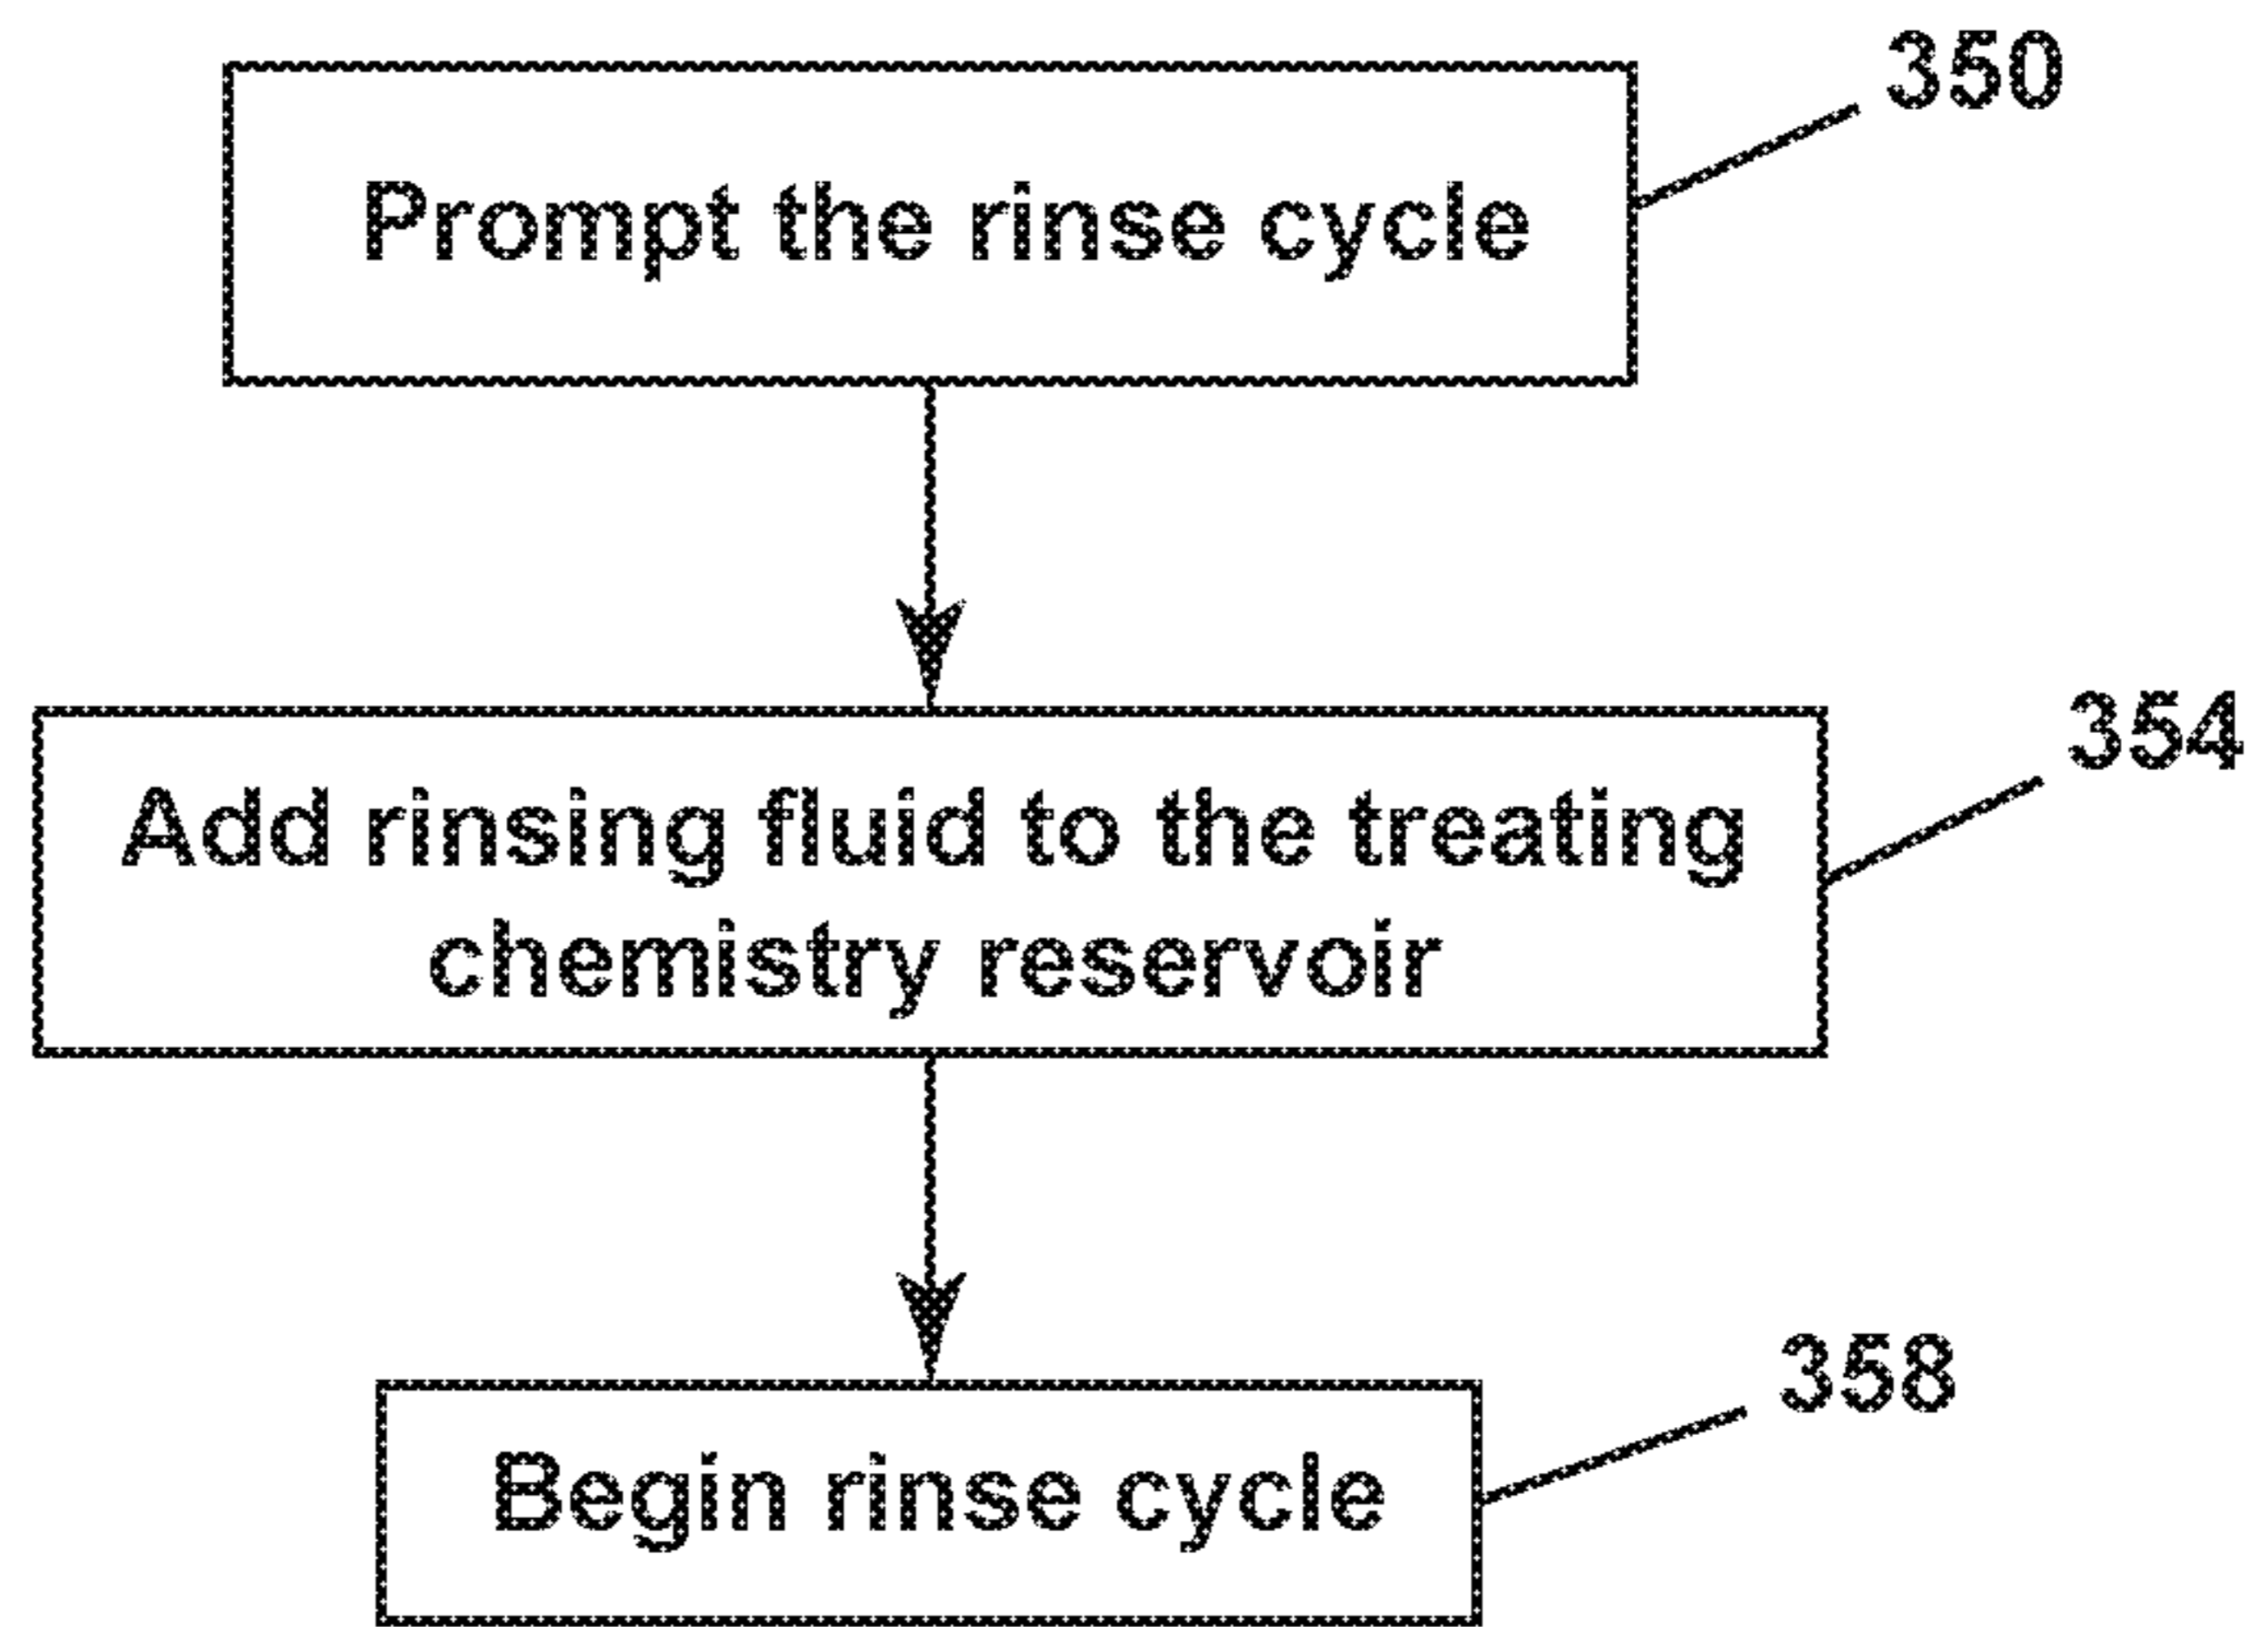 350
Prompt the rinse cycle
354
Add rinsing fluid to the treating
chemistry reservoir
358
Begin rinse cycle